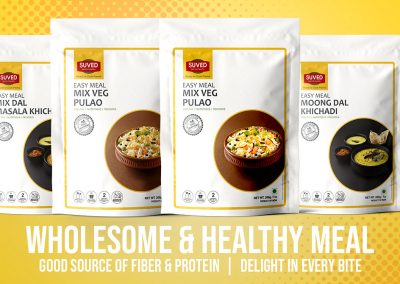 SUVED
EASY MEAL
MIX DAL
MASALA KHICH
SUVED
EASY MEAL
MIX VEG
PULAO
SUVED
EASY MEAL
MIX VEG
PULAO
SUVED
EASY MEAL
MOONG DAL
KHICHADI
WHOLESOME & HEALTHY MEAL
GOOD SOURCE OF FIBER & PROTEIN | DELIGHT IN EVERY BITE